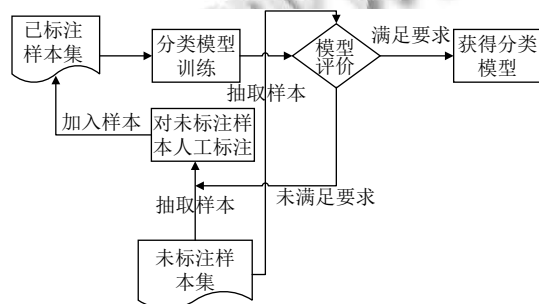 已标注
样本集
分类模型
训练
模型
评价
满足要求
获得分类
模型
抽取样本
加入样本
对未标注样
本人工标注
抽取样本
未满足要求
未标注样
本集